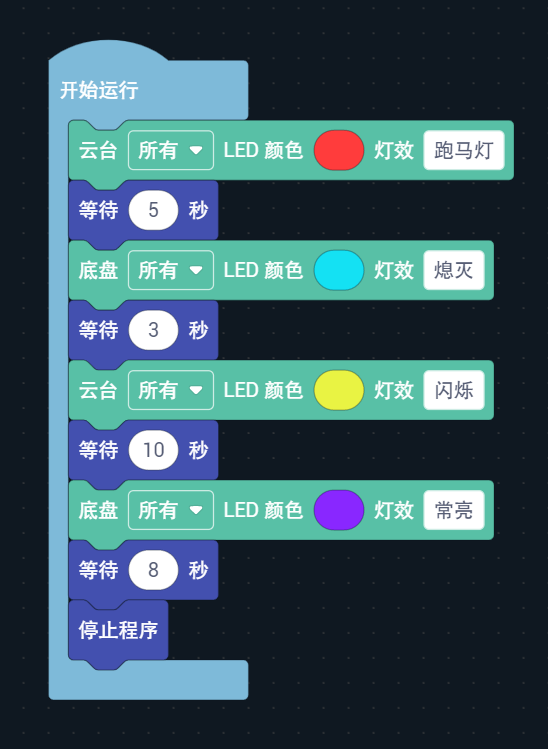 开始运行
云台 所有 LED 颜色 灯效 跑马灯
等待 5 秒
底盘 所有 LED 颜色 灯效 熄灭
等待 3 秒
云台 所有 LED 颜色 灯效 闪烁
等待 10 秒
底盘 所有 LED 颜色 灯效 常亮
等待 8 秒
停止程序